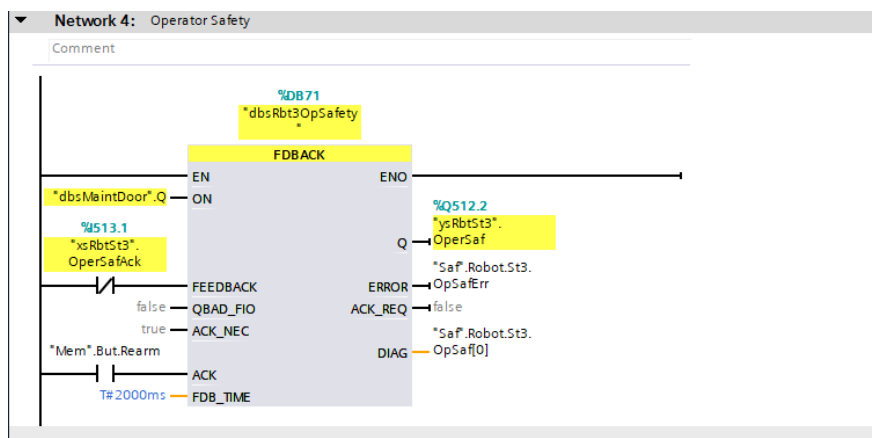 Network 4: Operator Safety
Comment
%DB71
"dbsRbt3OpSafety
"
FDBACK
EN ENO
"dbsMaintDoor".Q ON
%I513.1
"xsRbtSt3".
OperSafAck
%Q512.2
"ysRbtSt3".
Q OperSaf
"Saf".Robot.St3.
FEEDBACK ERROR OpSafErr
false QBAD_FIO ACK_REQ false
true ACK_NEC
"Saf".Robot.St3.
DIAG OpSaf[0]
"Mem".But.Rearm
ACK
T#2000ms FDB_TIME